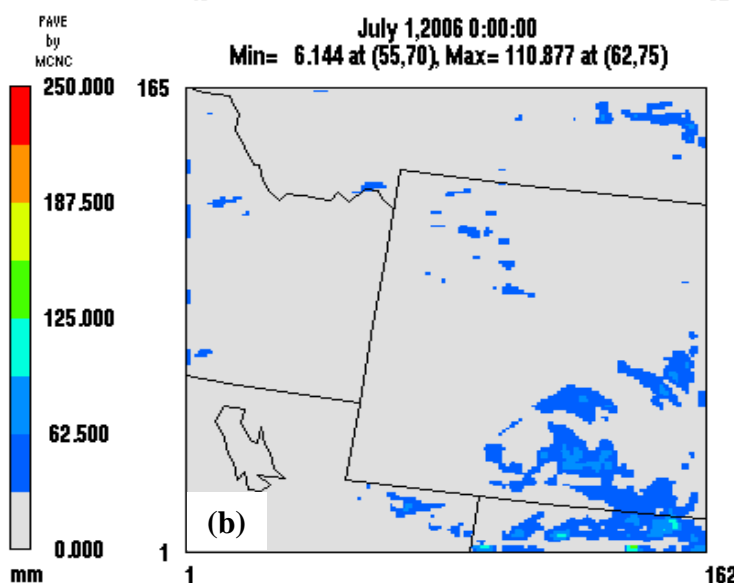 PAVE
by
MCNC
July 1,2006 0:00:00
Min= 6.144 at (55,70), Max= 110.877 at (62,75)
250.000
187.500
125.000
62.500
0.000
mm
165
1
1
162
(b)